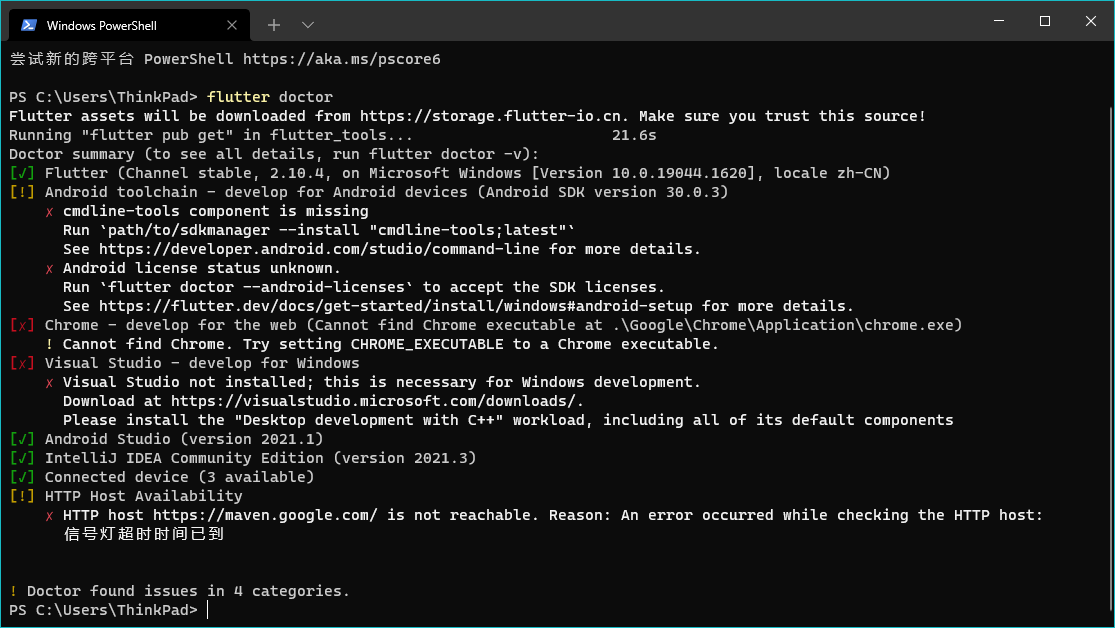 Windows PowerShell
尝试新的跨平台 PowerShell https://aka.ms/pscore6
PS C:\Users\ThinkPad> flutter doctor
Flutter assets will be downloaded from https://storage.flutter-io.cn. Make sure you trust this source!
Running "flutter pub get" in flutter_tools... 21.6s
Doctor summary (to see all details, run flutter doctor -v):
[√] Flutter (Channel stable, 2.10.4, on Microsoft Windows [Version 10.0.19044.1620], locale zh-CN)
[!] Android toolchain - develop for Android devices (Android SDK version 30.0.3)
X cmdline-tools component is missing
Run `path/to/sdkmanager --install "cmdline-tools;latest"`
See https://developer.android.com/studio/command-line for more details.
X Android license status unknown.
Run `flutter doctor --android-licenses` to accept the SDK licenses.
See https://flutter.dev/docs/get-started/install/windows#android-setup for more details.
[X] Chrome - develop for the web (Cannot find Chrome executable at .\Google\Chrome\Application\chrome.exe)
! Cannot find Chrome. Try setting CHROME_EXECUTABLE to a Chrome executable.
[X] Visual Studio - develop for Windows
X Visual Studio not installed; this is necessary for Windows development.
Download at https://visualstudio.microsoft.com/downloads/.
Please install the "Desktop development with C++" workload, including all of its default components
[√] Android Studio (version 2021.1)
[√] IntelliJ IDEA Community Edition (version 2021.3)
[√] Connected device (3 available)
[!] HTTP Host Availability
X HTTP host https://maven.google.com/ is not reachable. Reason: An error occurred while checking the HTTP host:
信号灯超时时间已到
! Doctor found issues in 4 categories.
PS C:\Users\ThinkPad>